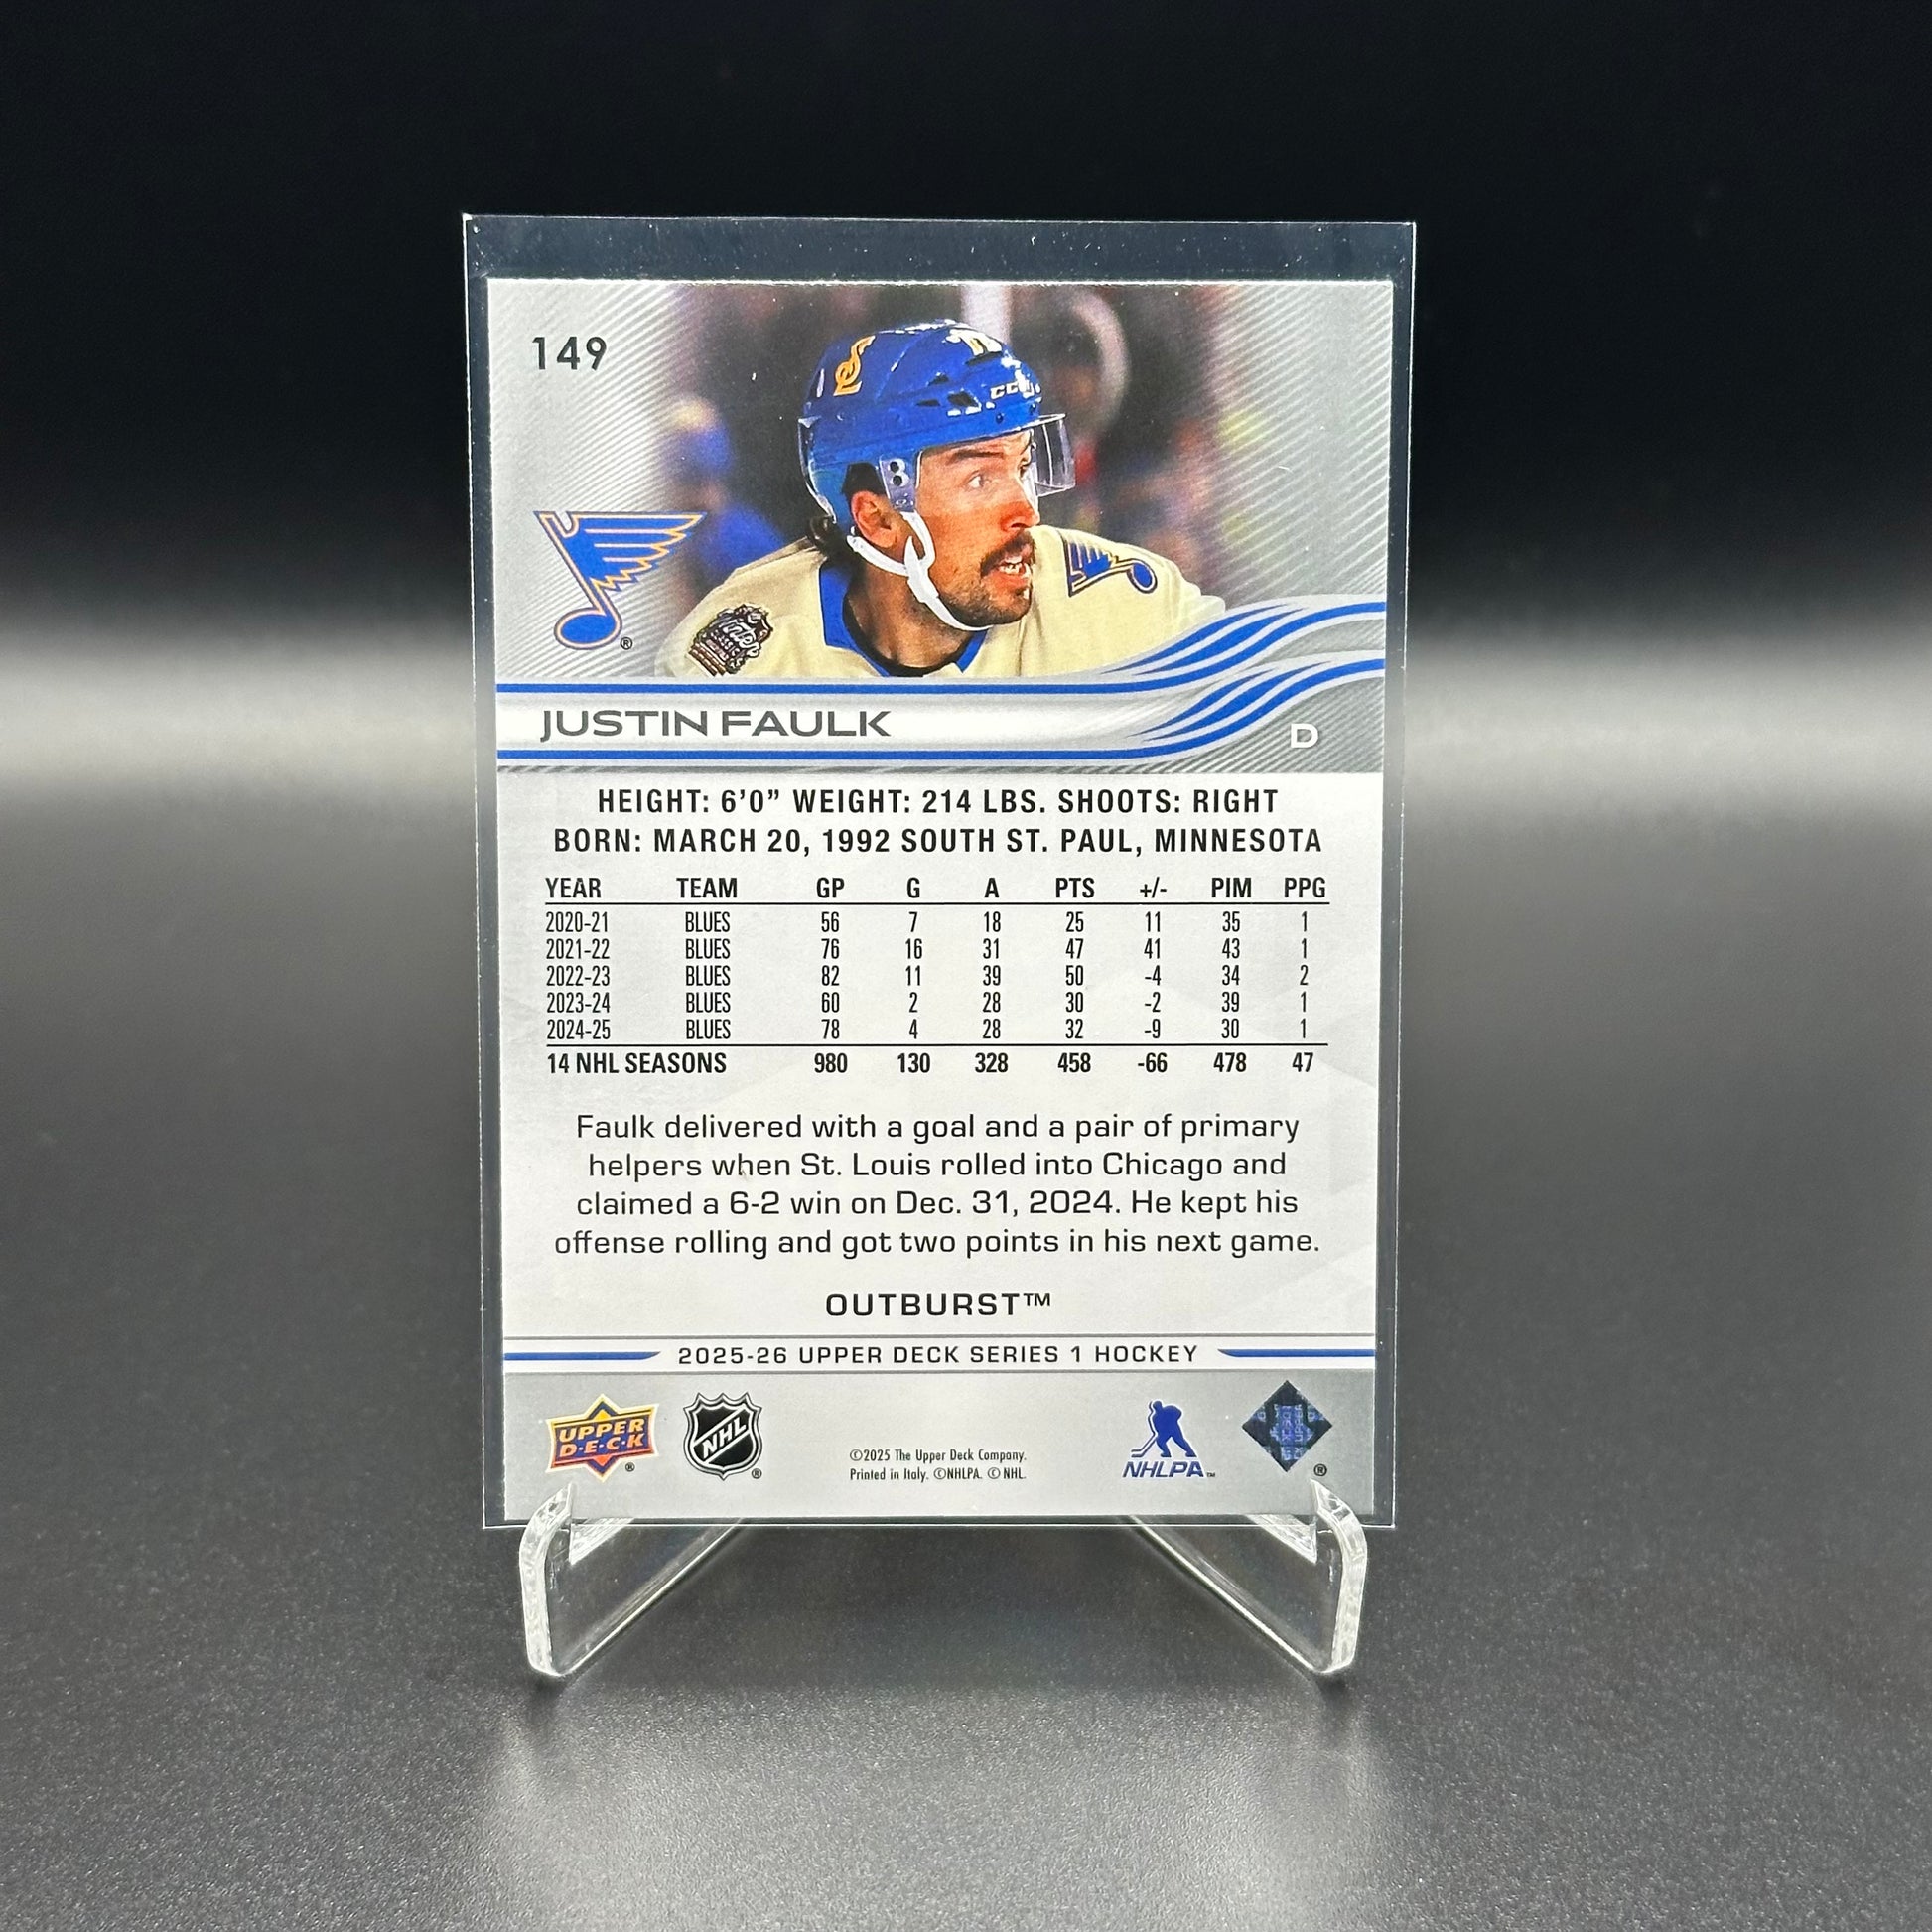 149
CCM
Winter
®
JUSTIN FAULK
D
HEIGHT: 6'0” WEIGHT: 214 LBS. SHOOTS: RIGHT
BORN: MARCH 20, 1992 SOUTH ST. PAUL, MINNESOTA
YEAR TEAM GP G A PTS +/- PIM PPG
2020-21 BLUES 56 7 18 25 11 35 1
2021-22 BLUES 76 16 31 47 41 43 1
2022-23 BLUES 82 11 39 50 -4 34 2
2023-24 BLUES 60 2 28 30 -2 39 1
2024-25 BLUES 78 4 28 32 -9 30 1
14 NHL SEASONS 980 130 328 458 -66 478 47
Faulk delivered with a goal and a pair of primary
helpers when St. Louis rolled into Chicago and
claimed a 6-2 win on Dec. 31, 2024. He kept his
offense rolling and got two points in his next game.
OUTBURST™
2025-26 UPPER DECK SERIES 1 HOCKEY
UPPER
D·E·C·K ®
NHL ®
©2025 The Upper Deck Company.
Printed in Italy. ©NHLPA. © NHL.
NHLPA™
®